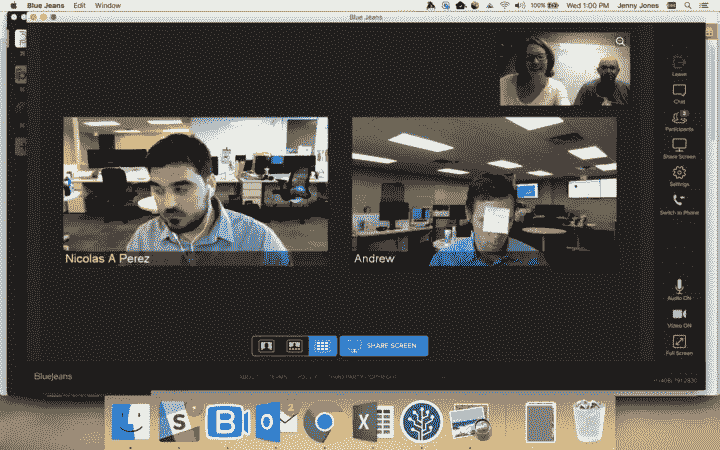 Blue Jeans Edit Window
100% Wed 1:00 PM Jenny Jones
Blue Jeans
Leave
Chat
Participants
Share Screen
Settings
Switch to Phone
Nicolas A Perez
Andrew
Audio ON
Video ON
Full Screen
SHARE SCREEN
BlueJeans
S
B
O
2
X